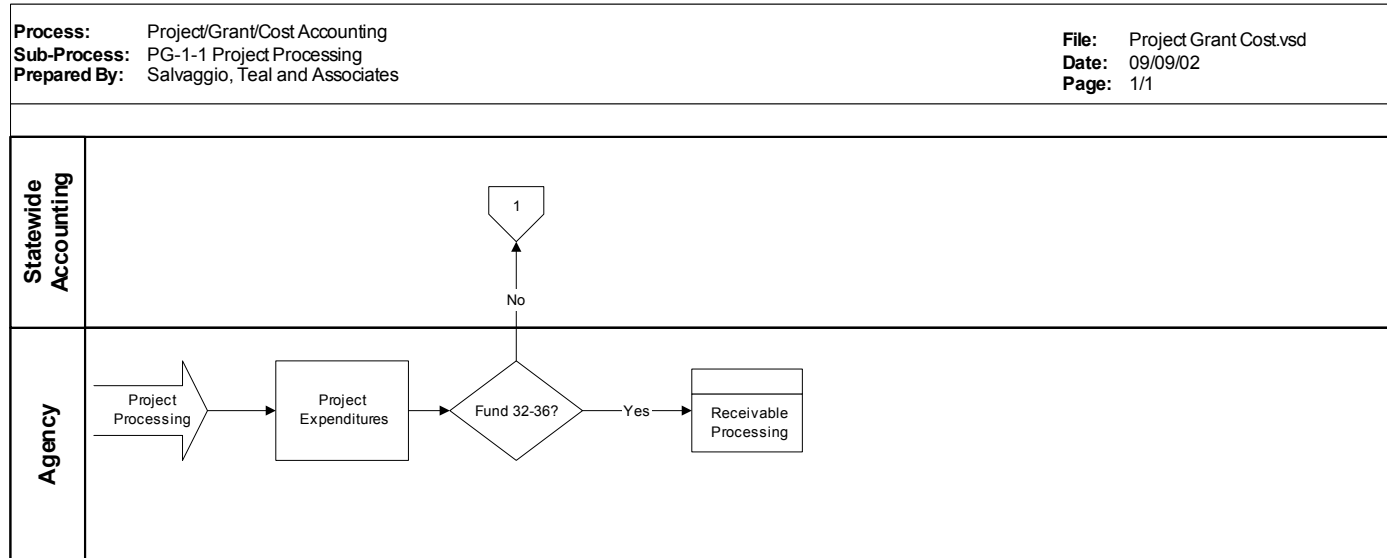 Process: Project/Grant/Cost Accounting
Sub-Process: PG-1-1 Project Processing
Prepared By: Salvaggio, Teal and Associates
File: Project Grant Cost.vsd
Date: 09/09/02
Page: 1/1
Statewide
Accounting
1
No
Agency
Project
Processing
Project
Expenditures
Fund 32-36?
Yes
Receivable
Processing